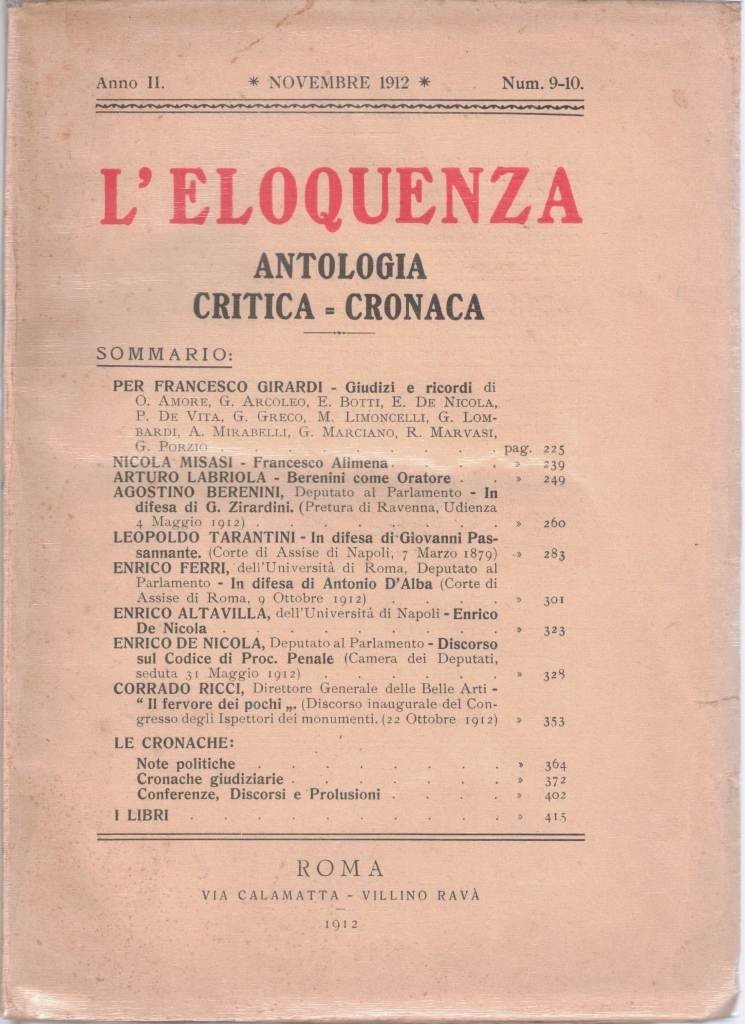 Anno II. * NOVEMBRE 1912 * Num. 9-10.
L'ELOQUENZA
ANTOLOGIA
CRITICA = CRONACA
SOMMARIO:
PER FRANCESCO GIRARDI - Giudizi e ricordi di
O. AMORE, G. ARCOLEO, E. BOTTI, E. DE NICOLA,
P. DE VITA, G. GRECO, M. LIMONCELLI, G. LOM-
BARDI, A. MIRABELLI, G. MARCIANO, R. MARVASI,
G. PORZIO . . . . . . . . . . pag. 225
NICOLA MISASI - Francesco Alimena . . . . » 239
ARTURO LABRIOLA - Berenini come Oratore . . » 249
AGOSTINO BERENINI, Deputato al Parlamento - In
difesa di G. Zirardini. (Pretura di Ravenna, Udienza
4 Maggio 1912) . . . . . . . . » 260
LEOPOLDO TARANTINI - In difesa di Giovanni Pas-
sannante. (Corte di Assise di Napoli, 7 Marzo 1879) » 283
ENRICO FERRI, dell'Università di Roma, Deputato al
Parlamento - In difesa di Antonio D'Alba (Corte di
Assise di Roma, 9 Ottobre 1912) . . . . » 301
ENRICO ALTAVILLA, dell'Università di Napoli - Enrico
De Nicola . . . . . . . . . » 323
ENRICO DE NICOLA, Deputato al Parlamento - Discorso
sul Codice di Proc. Penale (Camera dei Deputati,
seduta 31 Maggio 1912) . . . . . . » 328
CORRADO RICCI, Direttore Generale delle Belle Arti -
" Il fervore dei pochi „. (Discorso inaugurale del Con-
gresso degli Ispettori dei monumenti. (22 Ottobre 1912) » 353
LE CRONACHE:
Note politiche . . . . . . . . » 364
Cronache giudiziarie . . . . . . . » 372
Conferenze, Discorsi e Prolusioni . . . . » 402
I LIBRI . . . . . . . . . . » 415
ROMA
VIA CALAMATTA - VILLINO RAVÀ
1912